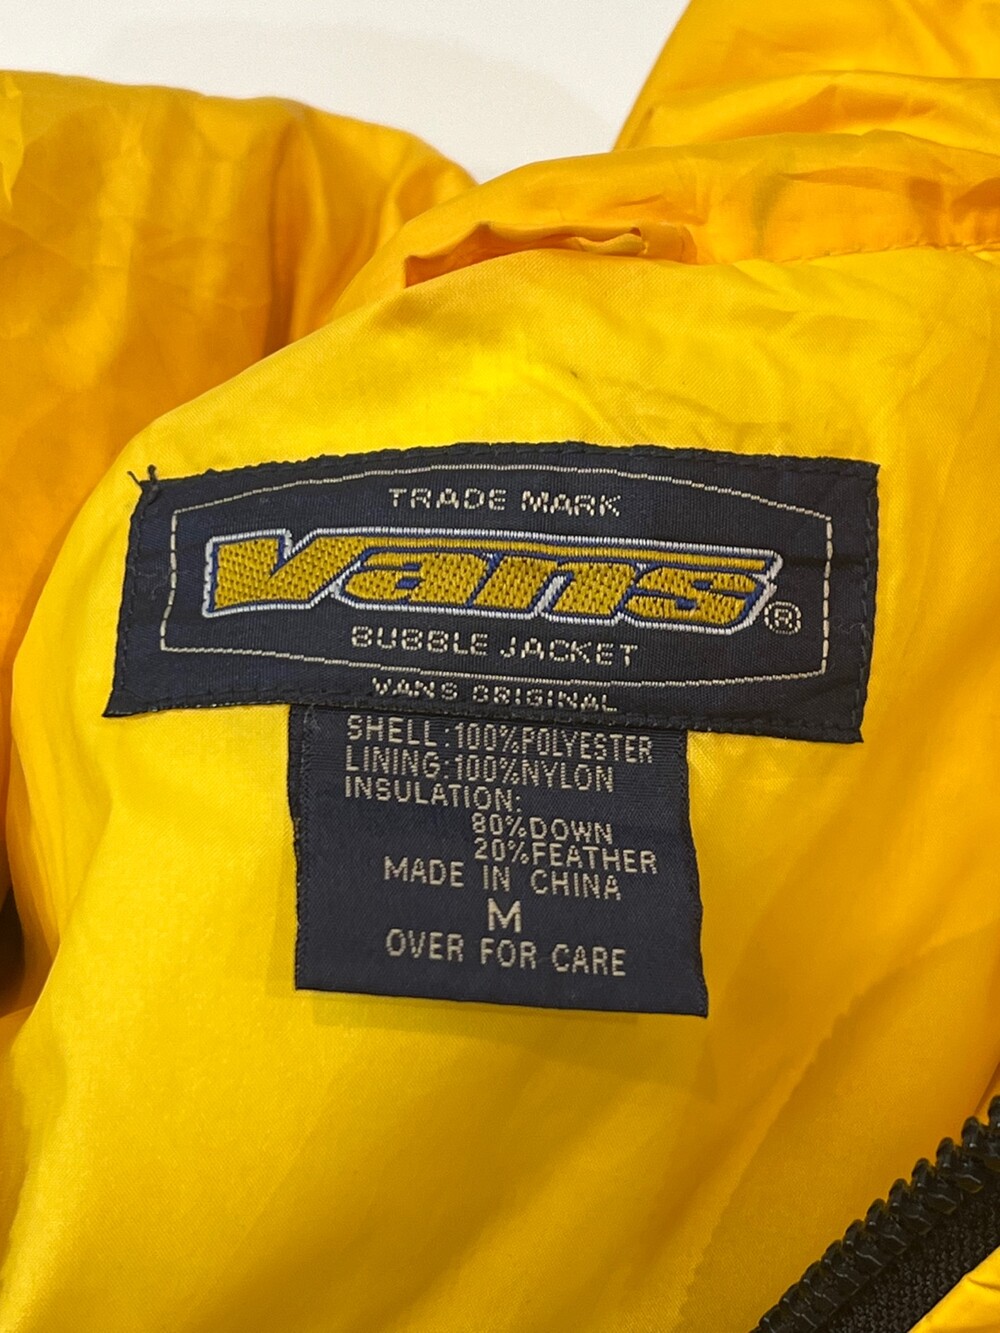 TRADE MARK
Vans ®
BUBBLE JACKET
VANS ORIGINAL
SHELL:100%POLYESTER
LINING:100%NYLON
INSULATION:
80%DOWN
20%FEATHER
MADE IN CHINA
M
OVER FOR CARE